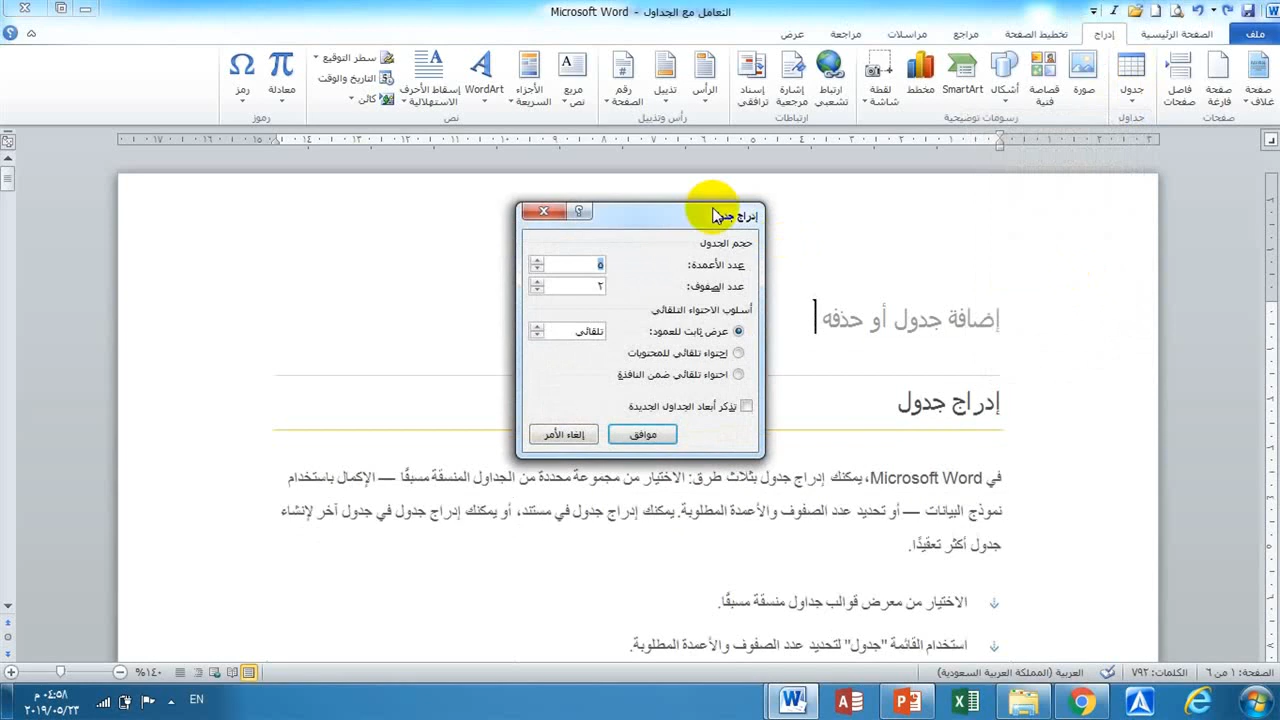 التعامل مع الجداول - Microsoft Word
ملف
الصفحة الرئيسية
إدراج
تخطيط الصفحة
مراجع
مراسلات
مراجعة
عرض
صفحة غلاف
صفحة فارغة
فاصل صفحات
صفحات
جدول
جداول
صورة
قصاصة فنية
أشكال
SmartArt
مخطط
لقطة شاشة
رسومات توضيحية
ارتباط تشعبي
إشارة مرجعية
إسناد ترافقي
ارتباطات
الرأس
تذييل
رقم الصفحة
رأس وتذييل
مربع نص
الأجزاء السريعة
WordArt
إسقاط الأحرف الاستهلالية
سطر التوقيع
التاريخ والوقت
كائن
نص
معادلة
رمز
رموز
إضافة جدول أو حذفه
إدراج جدول
في Microsoft Word، يمكنك إدراج جدول بثلاث طرق: الاختيار من مجموعة محددة من الجداول المنسقة مسبقًا — الإكمال باستخدام
نموذج البيانات — أو تحديد عدد الصفوف والأعمدة المطلوبة. يمكنك إدراج جدول في مستند، أو يمكنك إدراج جدول في جدول آخر لإنشاء
جدول أكثر تعقيدًا.
الاختيار من معرض قوالب جداول منسقة مسبقًا.
استخدام القائمة "جدول" لتحديد عدد الصفوف والأعمدة المطلوبة.
حجم الجدول
عدد الأعمدة: ٥
عدد الصفوف: ٢
أسلوب الاحتواء التلقائي
عرض ثابت للعمود: تلقائي
احتواء تلقائي للمحتويات
احتواء تلقائي ضمن النافذة
تذكر أبعاد الجداول الجديدة
موافق
إلغاء الأمر
الصفحة: ١ من ٦
الكلمات: ٧٩٢
العربية (المملكة العربية السعودية)
٪١٤٠
EN
٠٤:٥٨ م
٢٠١٩/٠٥/٢٣